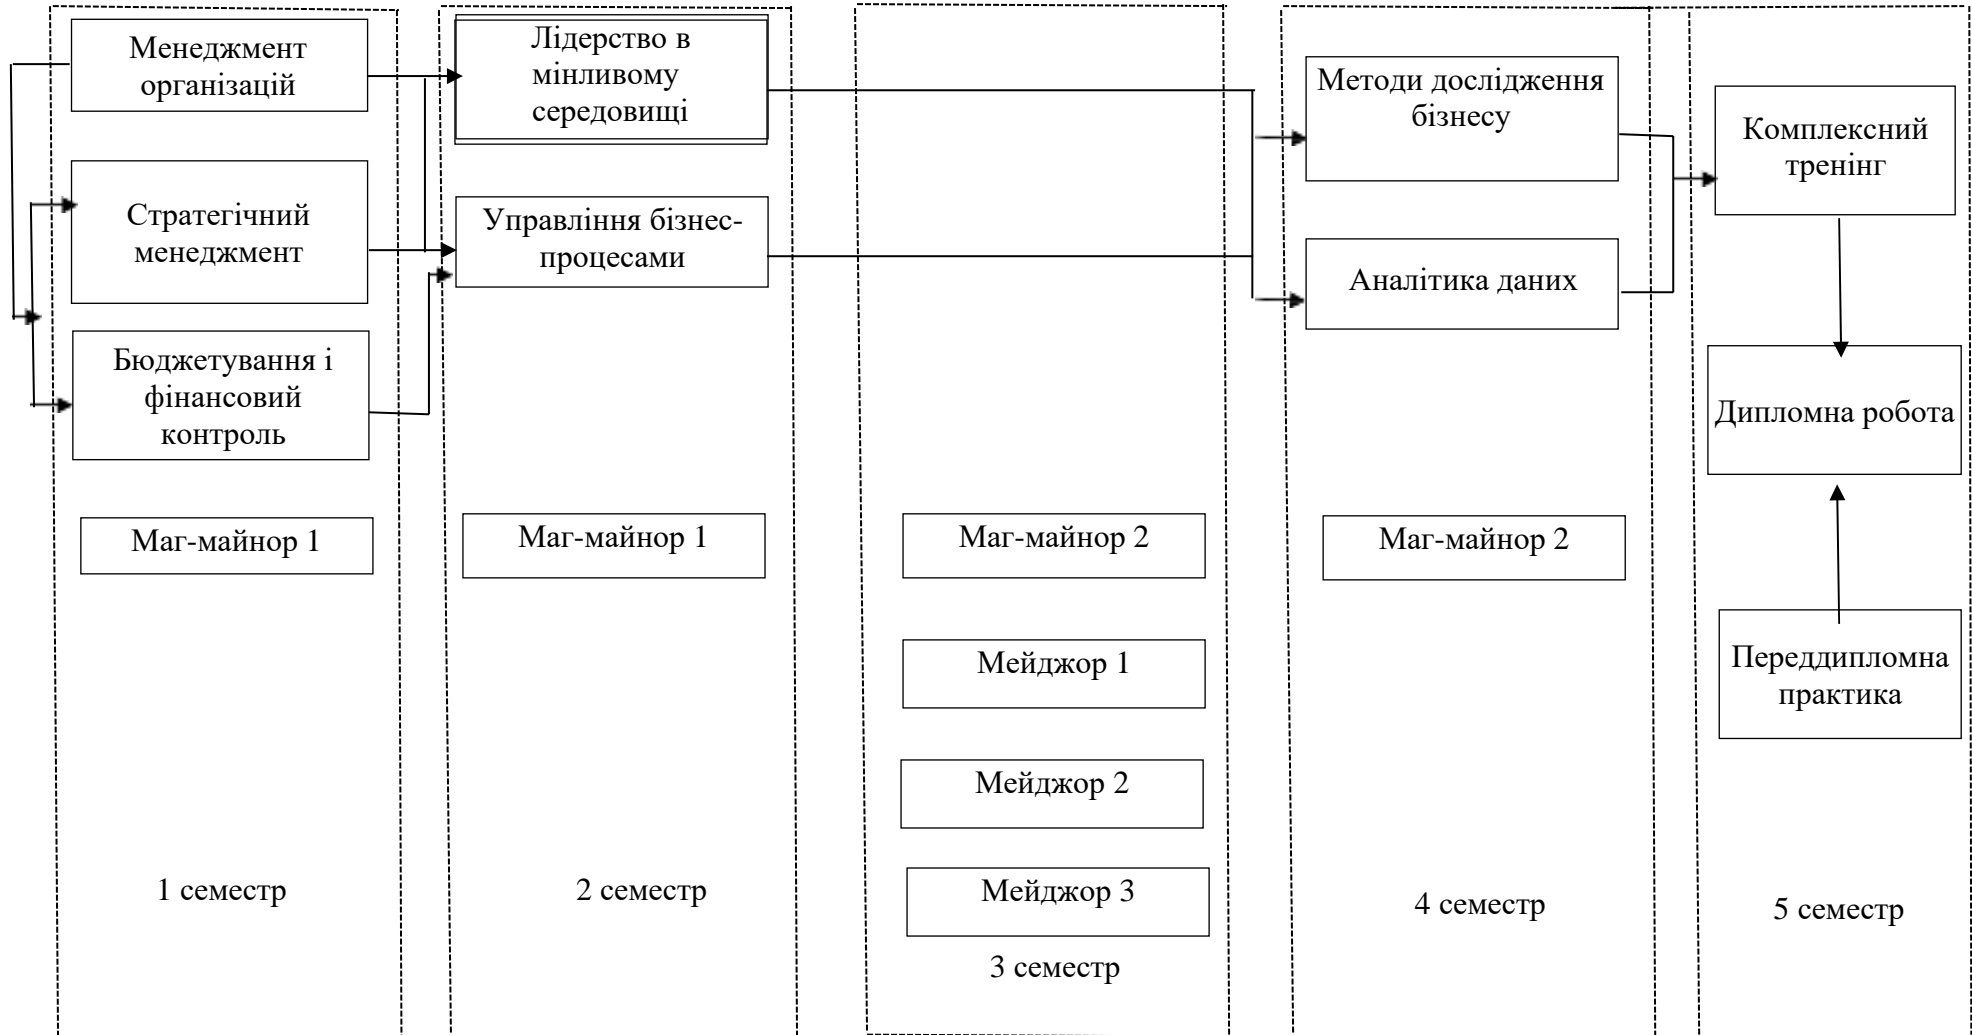 Менеджмент
організацій
Стратегічний
менеджмент
Бюджетування і
фінансовий
контроль
Маг-майнор 1
1 семестр
Лідерство в
мінливому
середовищі
Управління бізнес-
процесами
Маг-майнор 1
2 семестр
Маг-майнор 2
Мейджор 1
Мейджор 2
Мейджор 3
3 семестр
Методи дослідження
бізнесу
Аналітика даних
Маг-майнор 2
4 семестр
Комплексний
тренінг
Дипломна робота
Переддипломна
практика
5 семестр